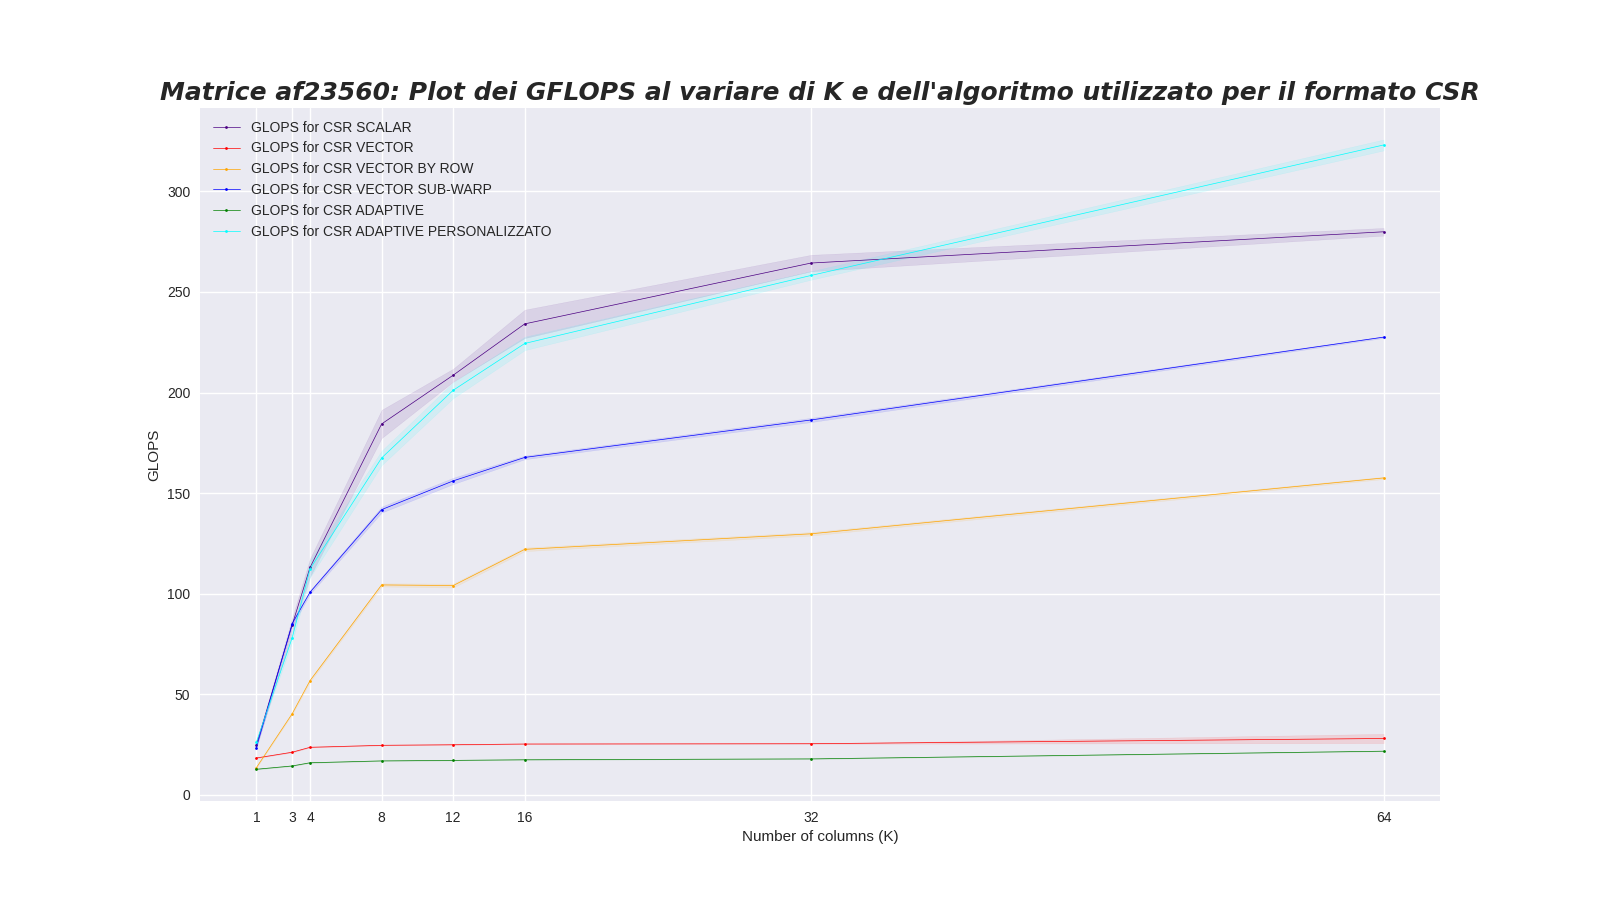 Matrice af23560: Plot dei GFLOPS al variare di K e dell'algoritmo utilizzato per il formato CSR
GLOPS for CSR SCALAR
GLOPS for CSR VECTOR
GLOPS for CSR VECTOR BY ROW
GLOPS for CSR VECTOR SUB-WARP
GLOPS for CSR ADAPTIVE
GLOPS for CSR ADAPTIVE PERSONALIZZATO
300
250
200
150
100
50
0
GLOPS
1 3 4 8 12 16 32 64
Number of columns (K)